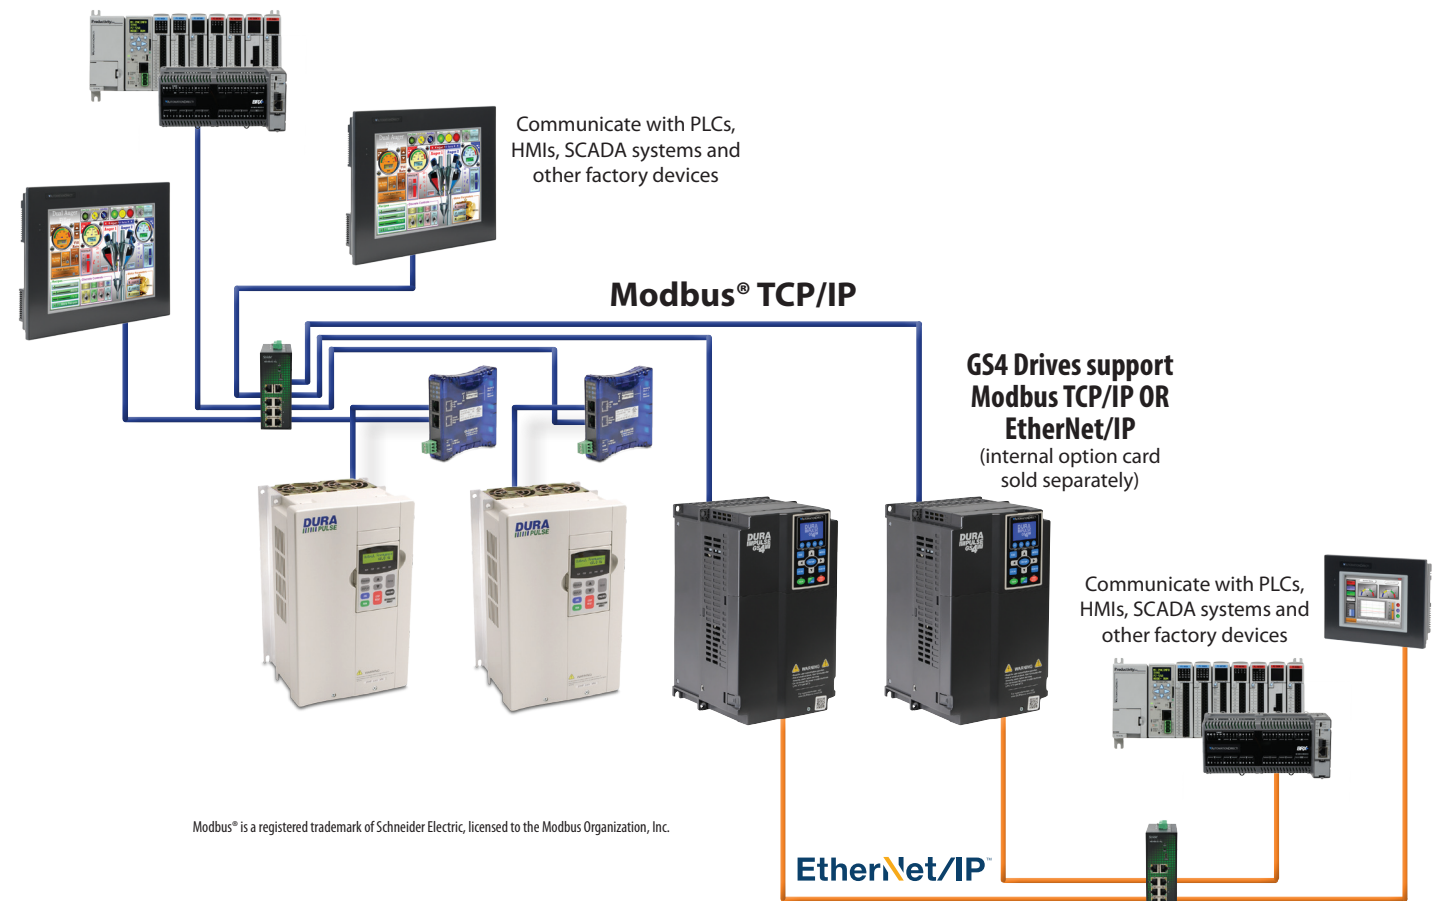 Communicate with PLCs,
HMIs, SCADA systems and
other factory devices
Modbus® TCP/IP
GS4 Drives support
Modbus TCP/IP OR
EtherNet/IP
(internal option card
sold separately)
DURA
PULSE
DURA
PULSE
DURA
PULSE
GS4
WARNING
DURA
PULSE
GS4
WARNING
Communicate with PLCs,
HMIs, SCADA systems and
other factory devices
Modbus® is a registered trademark of Schneider Electric, licensed to the Modbus Organization, Inc.
EtherNet/IP™